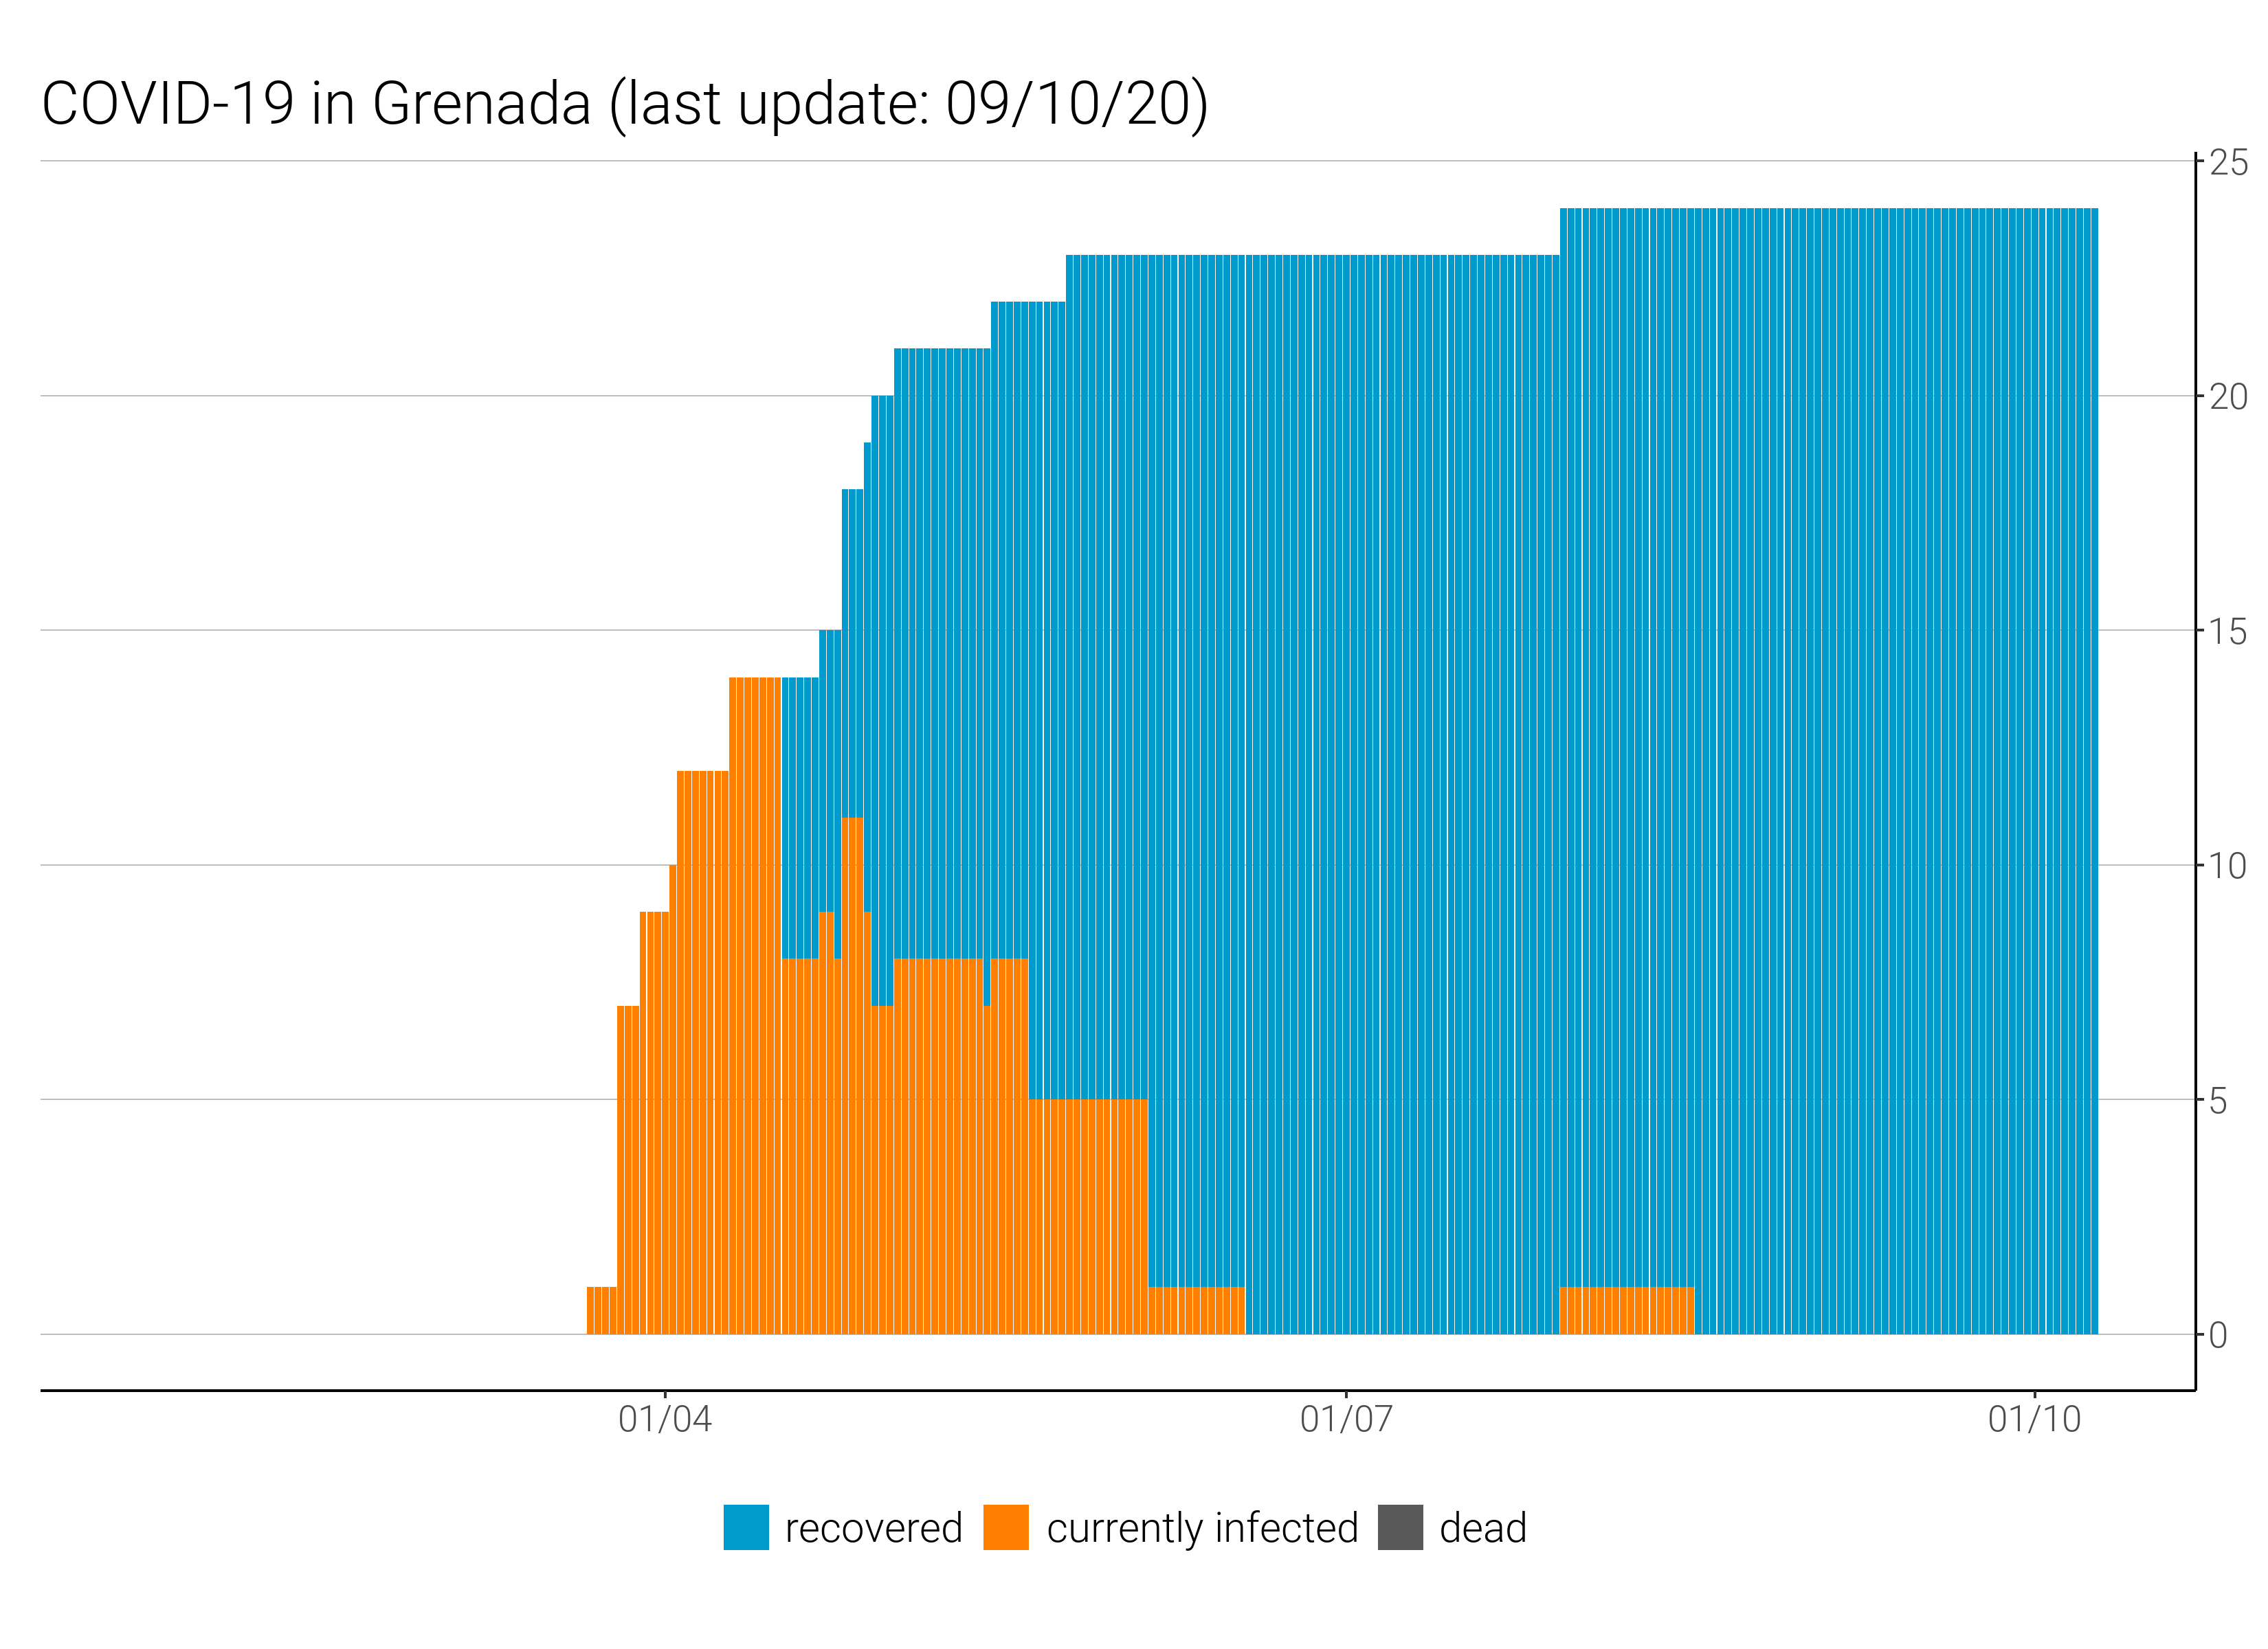 COVID-19 in Grenada (last update: 09/10/20)
25
20
15
10
5
0
01/04 01/07 01/10
recovered currently infected dead